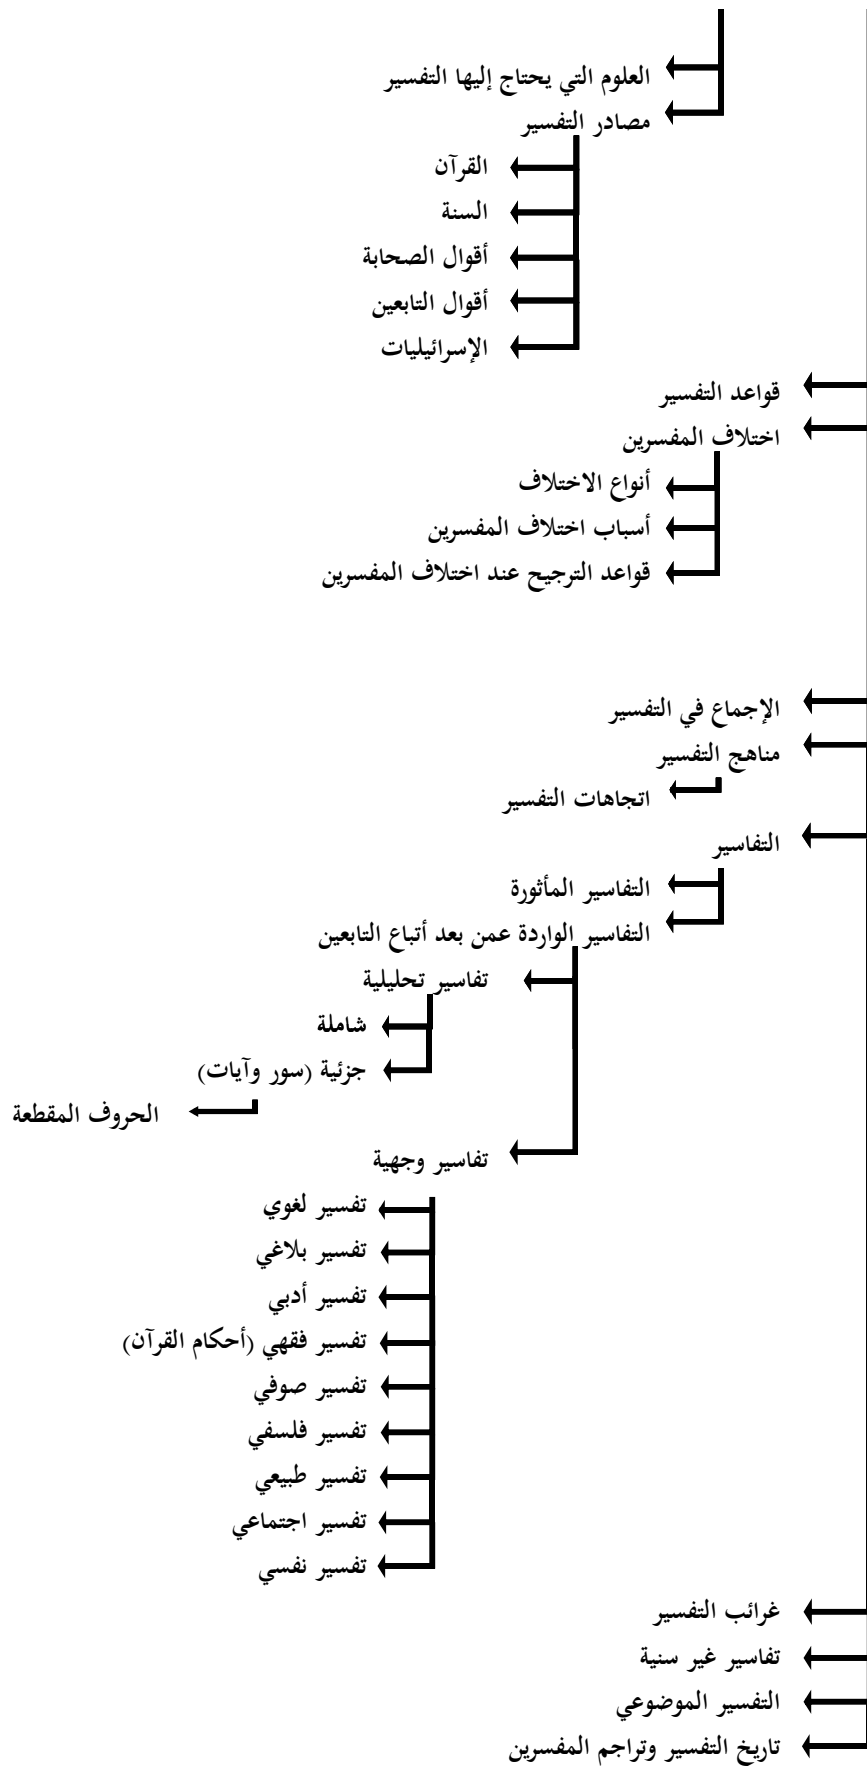 العلوم التي يحتاج إليها التفسير
مصادر التفسير
القرآن
السنة
أقوال الصحابة
أقوال التابعين
الإسرائيليات
قواعد التفسير
اختلاف المفسرين
أنواع الاختلاف
أسباب اختلاف المفسرين
قواعد الترجيح عند اختلاف المفسرين
الإجماع في التفسير
مناهج التفسير
اتجاهات التفسير
التفاسير
التفاسير المأثورة
التفاسير الواردة عمن بعد أتباع التابعين
تفاسير تحليلية
شاملة
جزئية (سور وآيات)
الحروف المقطعة
تفاسير وجهية
تفسير لغوي
تفسير بلاغي
تفسير أدبي
تفسير فقهي (أحكام القرآن)
تفسير صوفي
تفسير فلسفي
تفسير طبيعي
تفسير اجتماعي
تفسير نفسي
غرائب التفسير
تفاسير غير سنية
التفسير الموضوعي
تاريخ التفسير وتراجم المفسرين